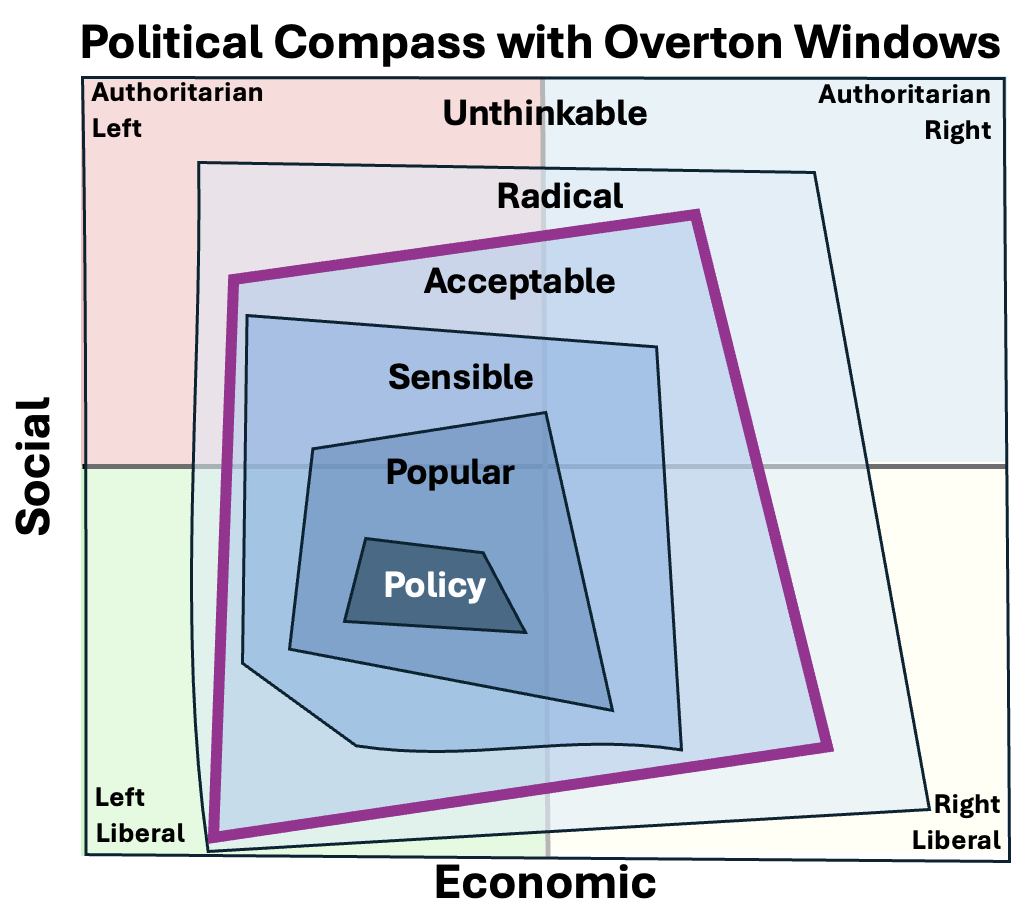 Political Compass with Overton Windows
Authoritarian
Left
Unthinkable
Authoritarian
Right
Radical
Acceptable
Sensible
Popular
Policy
Social
Left
Liberal
Right
Liberal
Economic